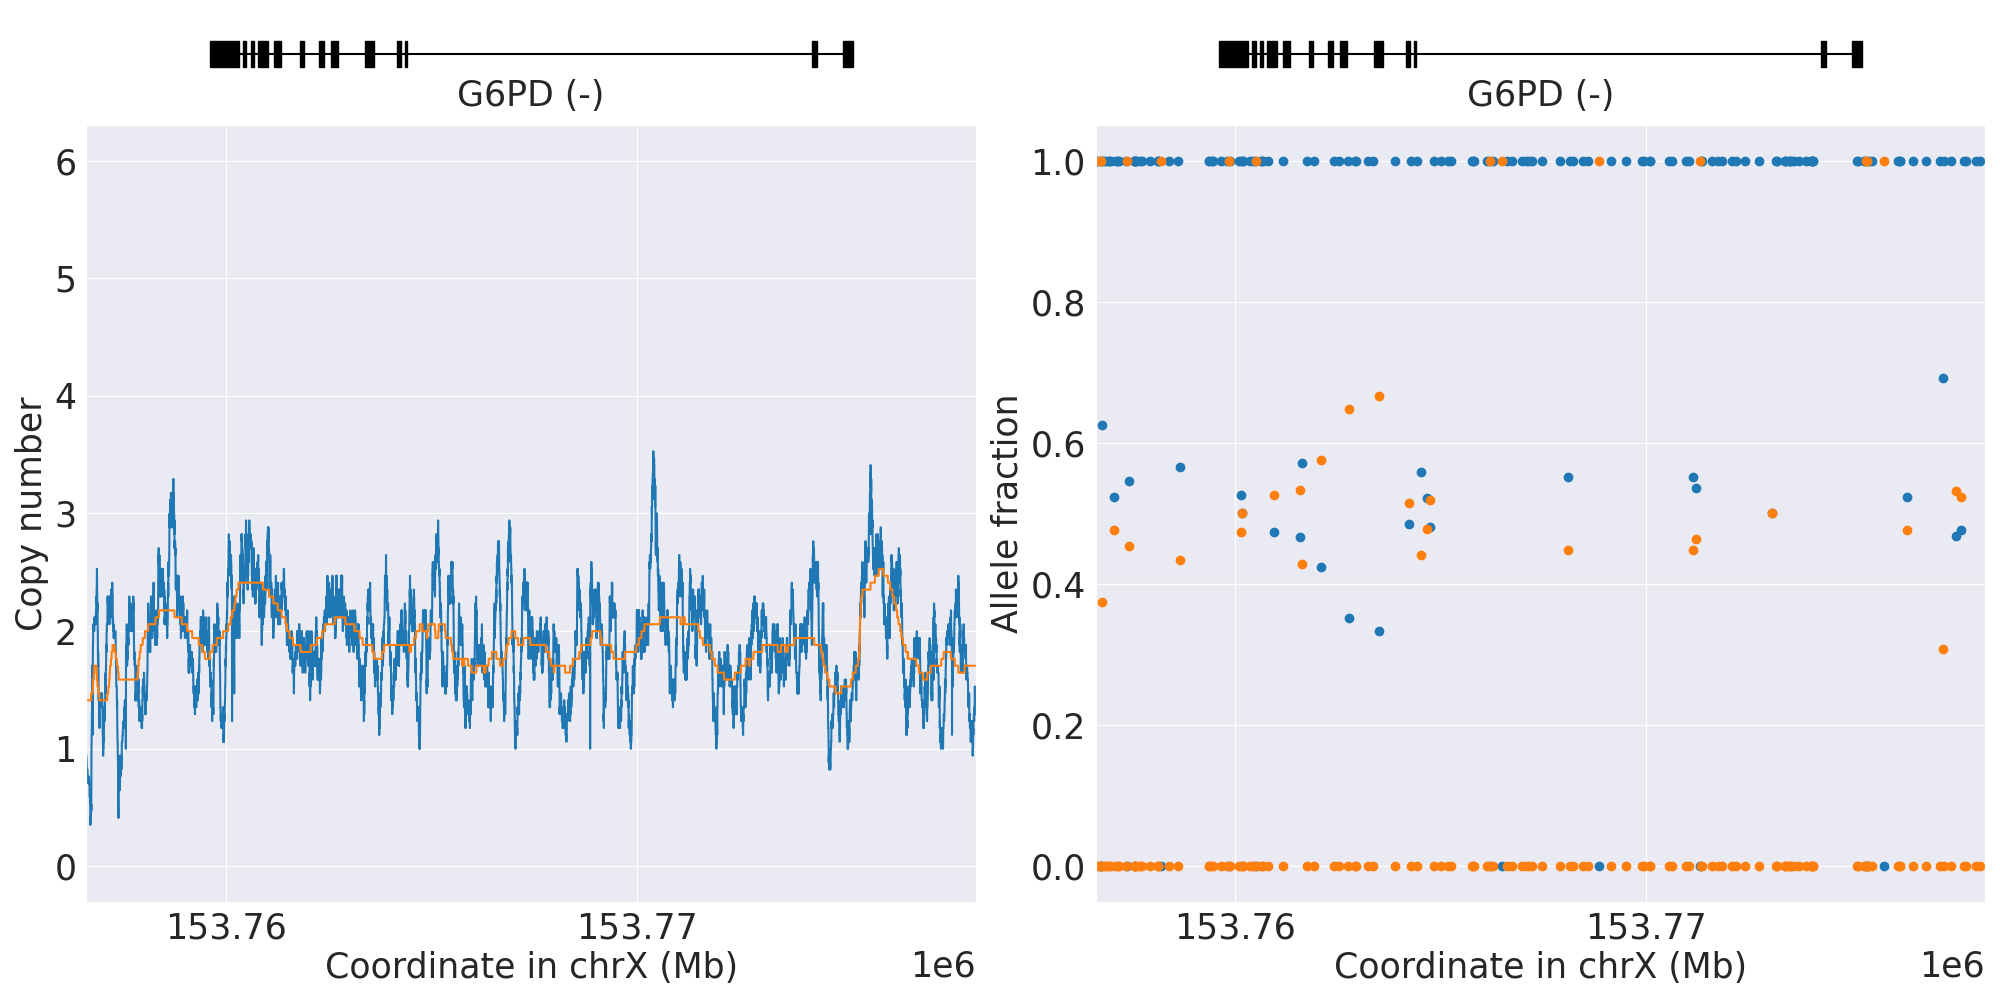 G6PD (-)
6
5
4
3
2
1
0
Copy number
153.76
153.77
Coordinate in chrX (Mb)
1e6
G6PD (-)
1.0
0.8
0.6
0.4
0.2
0.0
Allele fraction
153.76
153.77
Coordinate in chrX (Mb)
1e6